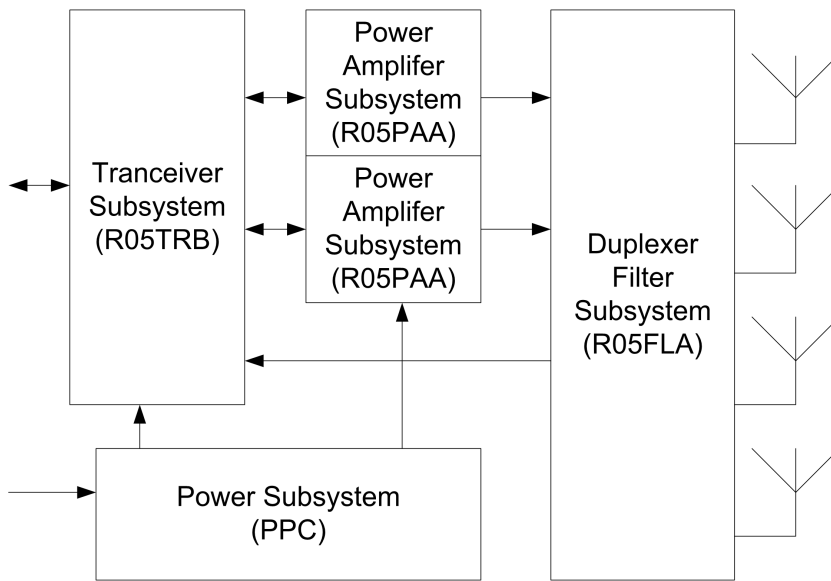 Tranceiver
Subsystem
(R05TRB)
Power
Amplifer
Subsystem
(R05PAA)
Power
Amplifer
Subsystem
(R05PAA)
Duplexer
Filter
Subsystem
(R05FLA)
Power Subsystem
(PPC)